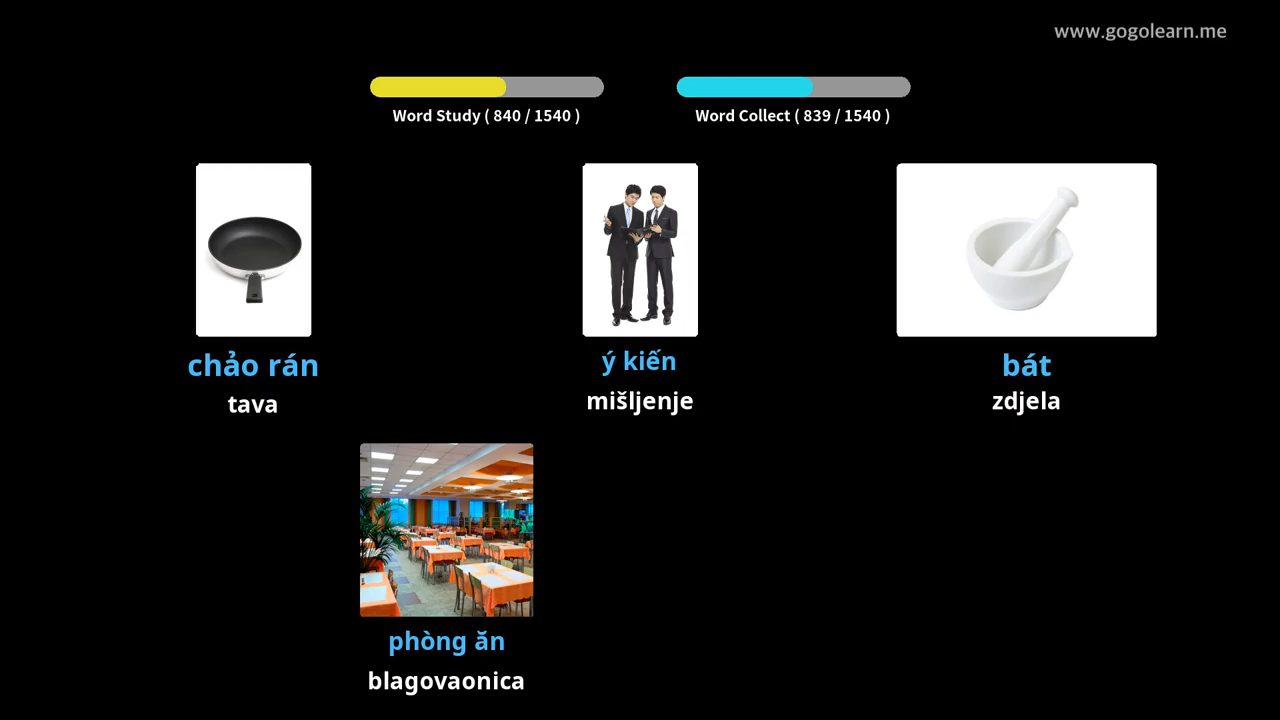 www.gogolearn.me
Word Study ( 840 / 1540 )
Word Collect ( 839 / 1540 )
chảo rán
tava
ý kiến
mišljenje
bát
zdjela
phòng ăn
blagovaonica